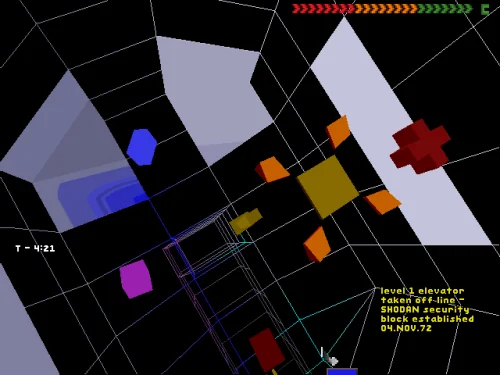 T - 4:21
level 1 elevator
taken off-line -
SHODAN security
block established
04.NOV.72